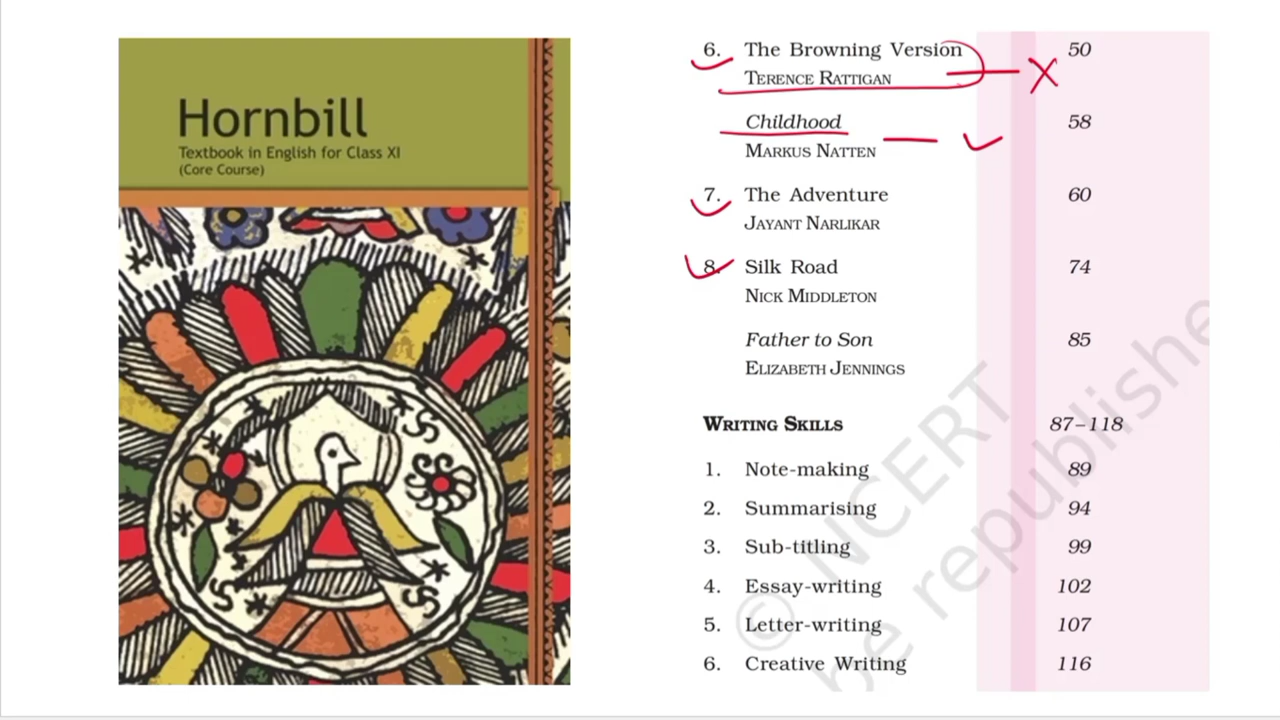 Hornbill
Textbook in English for Class XI
(Core Course)
6. The Browning Version 50
TERENCE RATTIGAN
Childhood 58
MARKUS NATTEN
7. The Adventure 60
JAYANT NARLIKAR
8. Silk Road 74
NICK MIDDLETON
Father to Son 85
ELIZABETH JENNINGS
WRITING SKILLS 87–118
1. Note-making 89
2. Summarising 94
3. Sub-titling 99
4. Essay-writing 102
5. Letter-writing 107
6. Creative Writing 116
© NCERT
be republishe